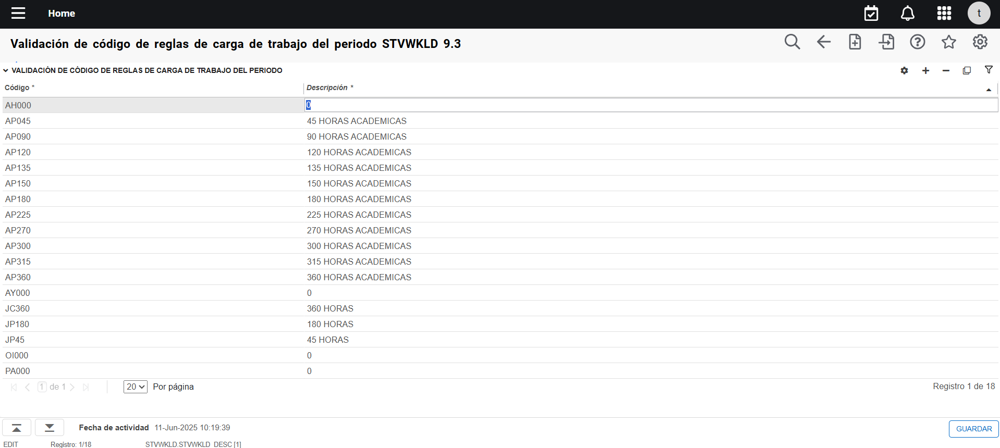 Home
t
Validación de código de reglas de carga de trabajo del periodo STVWKLD 9.3
VALIDACIÓN DE CÓDIGO DE REGLAS DE CARGA DE TRABAJO DEL PERIODO
Código * Descripción *
AH000 0
AP045 45 HORAS ACADEMICAS
AP090 90 HORAS ACADEMICAS
AP120 120 HORAS ACADEMICAS
AP135 135 HORAS ACADEMICAS
AP150 150 HORAS ACADEMICAS
AP180 180 HORAS ACADEMICAS
AP225 225 HORAS ACADEMICAS
AP270 270 HORAS ACADEMICAS
AP300 300 HORAS ACADEMICAS
AP315 315 HORAS ACADEMICAS
AP360 360 HORAS ACADEMICAS
AY000 0
JC360 360 HORAS
JP180 180 HORAS
JP45 45 HORAS
OI000 0
PA000 0
1 de 1 20 Por página Registro 1 de 18
Fecha de actividad 11-Jun-2025 10:19:39 GUARDAR
EDIT Registro: 1/18 STVWKLD.STVWKLD_DESC [1]